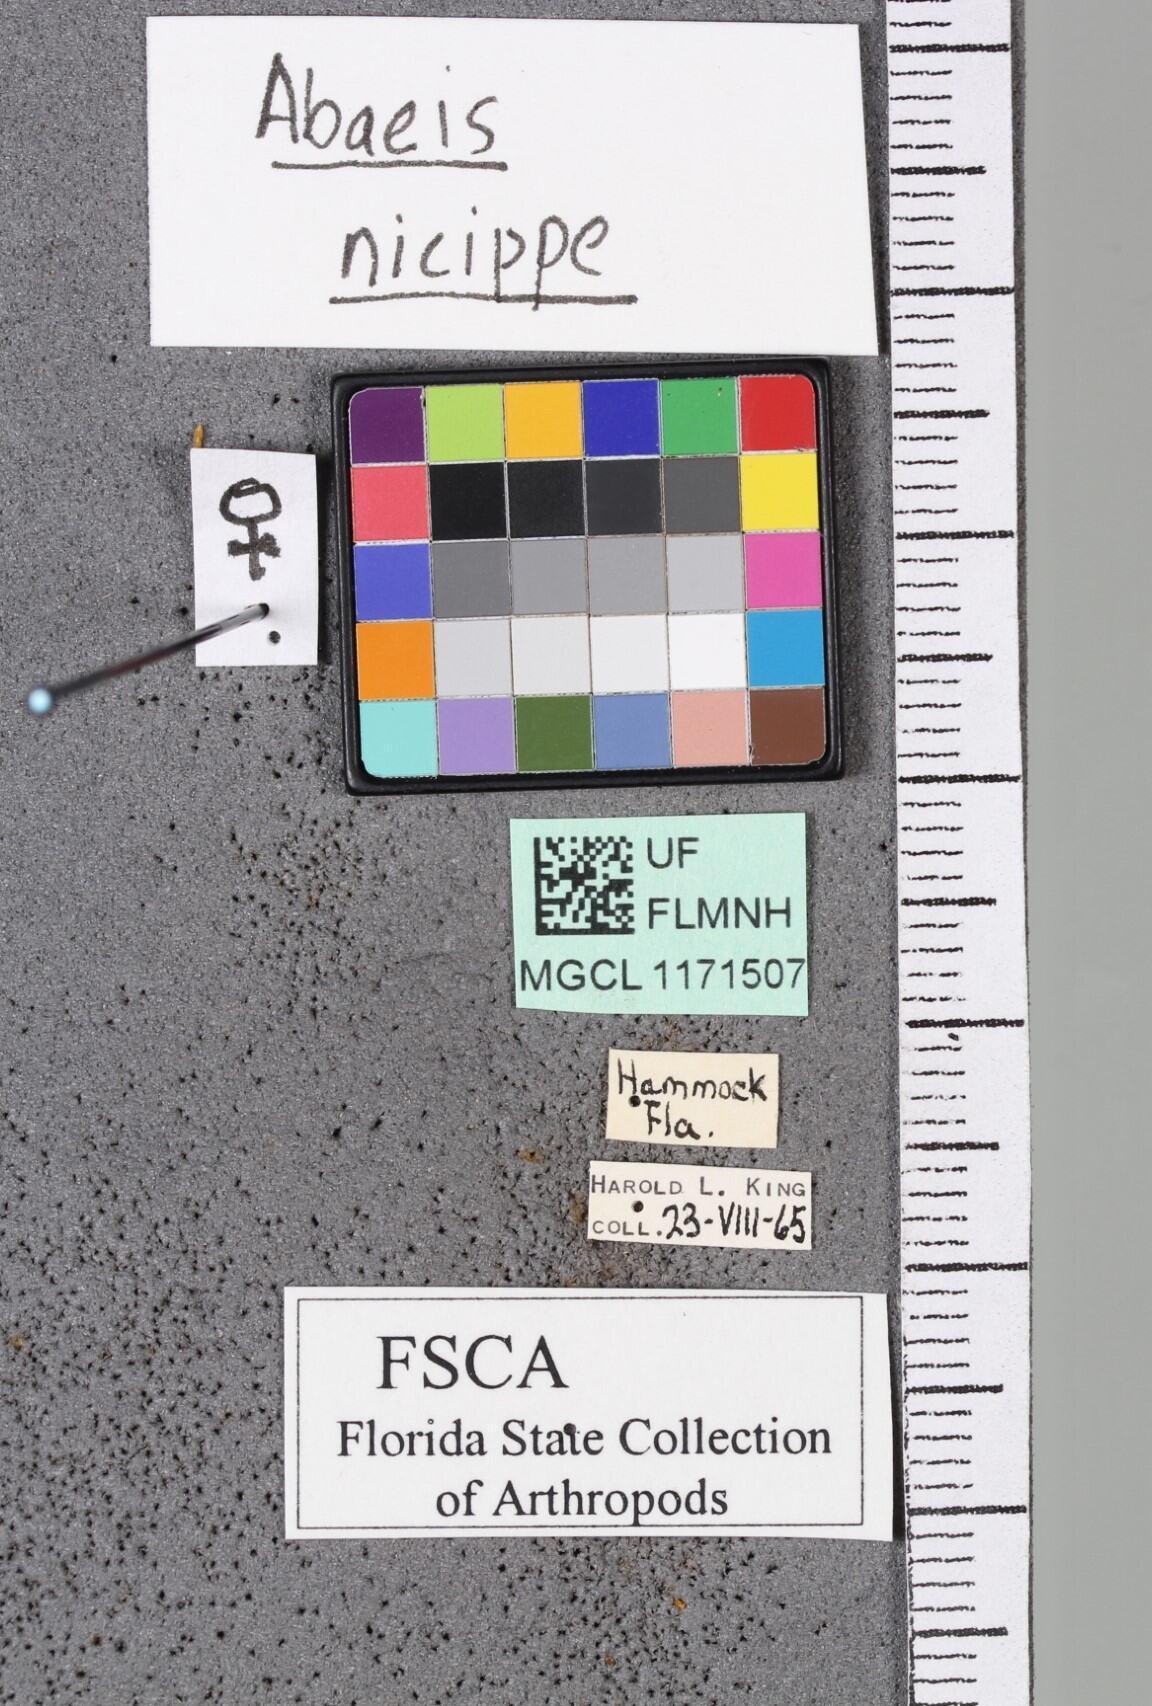 Abaeis
nicippe
♀
UF
FLMNH
MGCL 1171507
Hammock
Fla.
HAROLD L. KING
COLL. 23-VIII-65
FSCA
Florida State Collection
of Arthropods